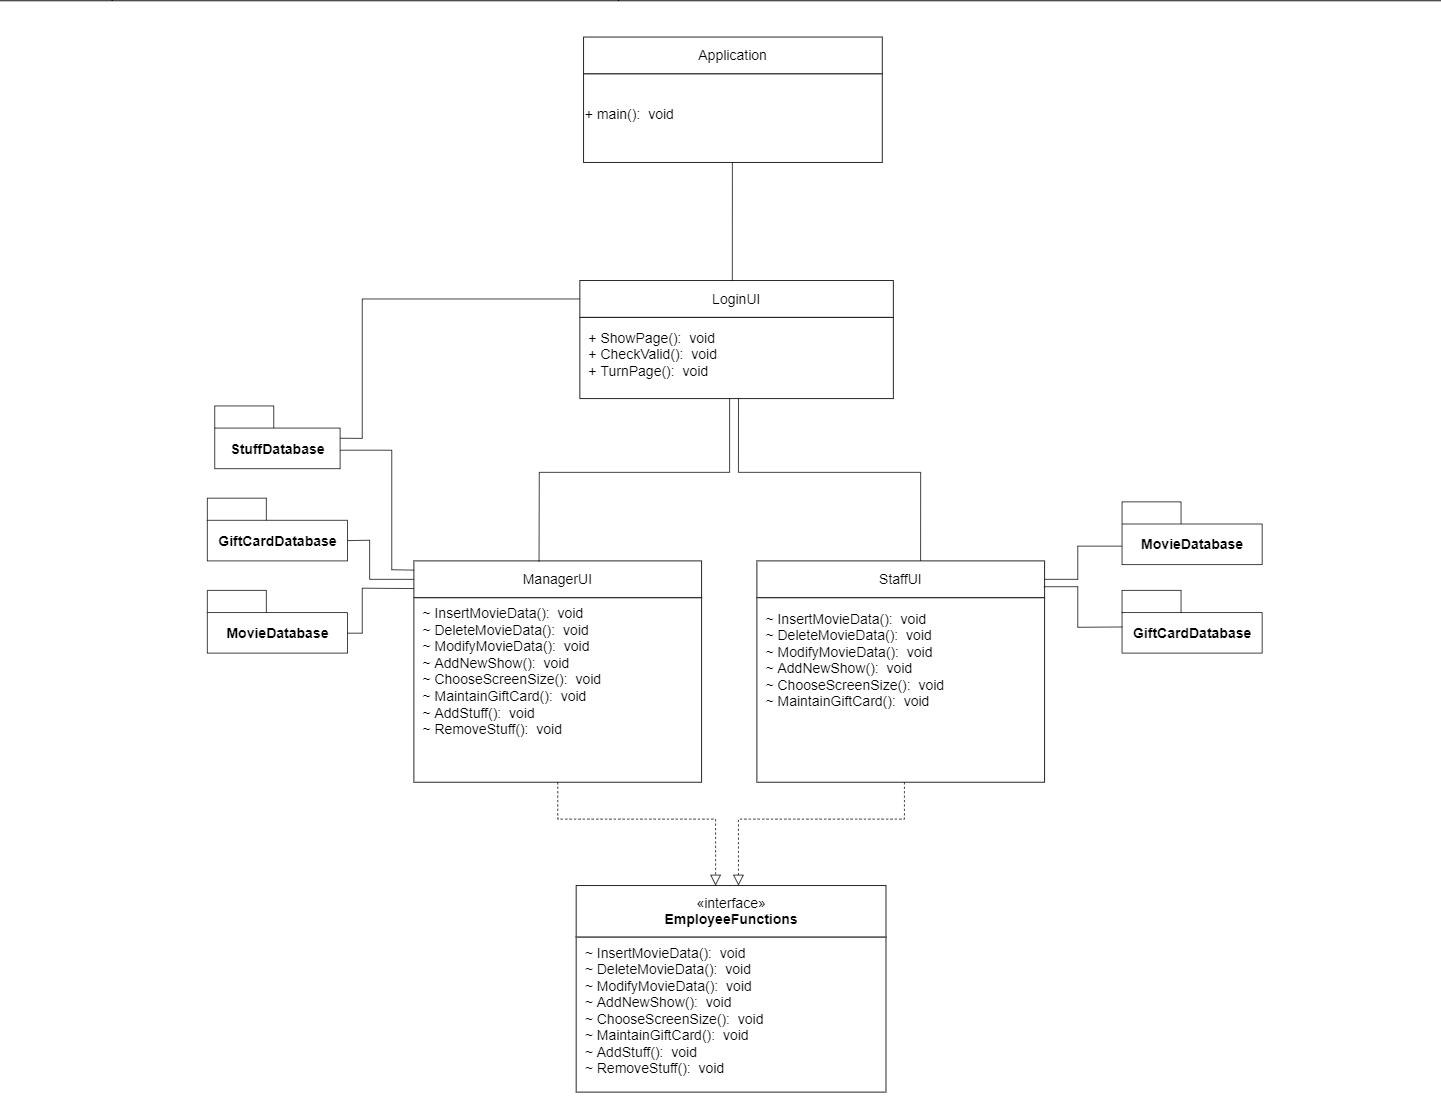 Application
+ main():  void
LoginUI
+ ShowPage():  void
+ CheckValid():  void
+ TurnPage():  void
StuffDatabase
GiftCardDatabase
MovieDatabase
MovieDatabase
GiftCardDatabase
ManagerUI
~ InsertMovieData():  void
~ DeleteMovieData():  void
~ ModifyMovieData():  void
~ AddNewShow():  void
~ ChooseScreenSize():  void
~ MaintainGiftCard():  void
~ AddStuff():  void
~ RemoveStuff():  void
StaffUI
~ InsertMovieData():  void
~ DeleteMovieData():  void
~ ModifyMovieData():  void
~ AddNewShow():  void
~ ChooseScreenSize():  void
~ MaintainGiftCard():  void
«interface»
EmployeeFunctions
~ InsertMovieData():  void
~ DeleteMovieData():  void
~ ModifyMovieData():  void
~ AddNewShow():  void
~ ChooseScreenSize():  void
~ MaintainGiftCard():  void
~ AddStuff():  void
~ RemoveStuff():  void